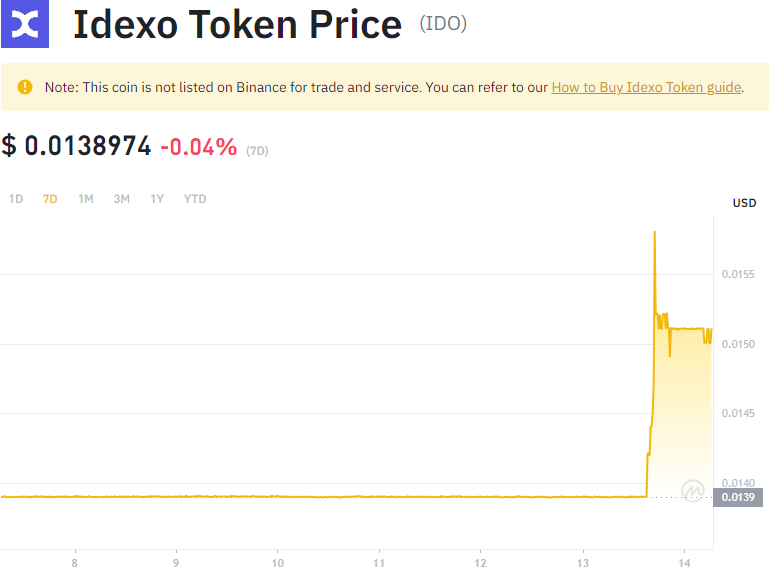 Idexo Token Price (IDO)
Note: This coin is not listed on Binance for trade and service. You can refer to our How to Buy Idexo Token guide.
$ 0.0138974 -0.04% (7D)
1D 7D 1M 3M 1Y YTD
USD
0.0155
0.0150
0.0145
0.0140
0.0139
8 9 10 11 12 13 14